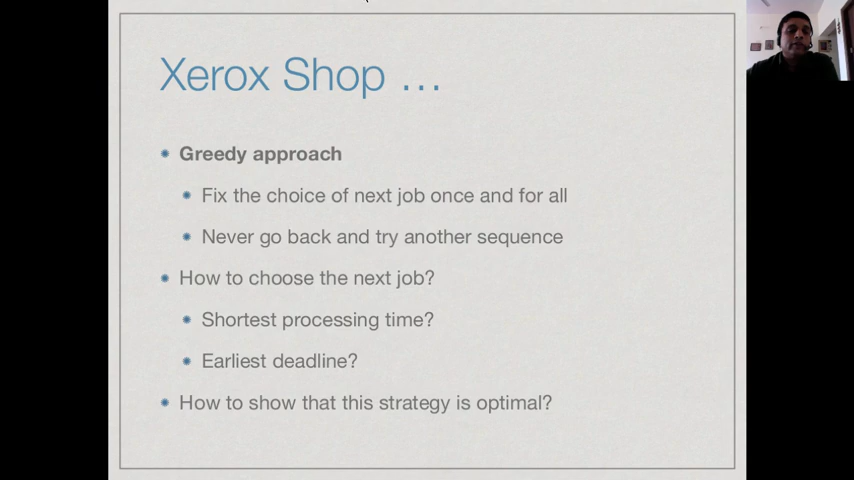 Xerox Shop …
Greedy approach
Fix the choice of next job once and for all
Never go back and try another sequence
How to choose the next job?
Shortest processing time?
Earliest deadline?
How to show that this strategy is optimal?